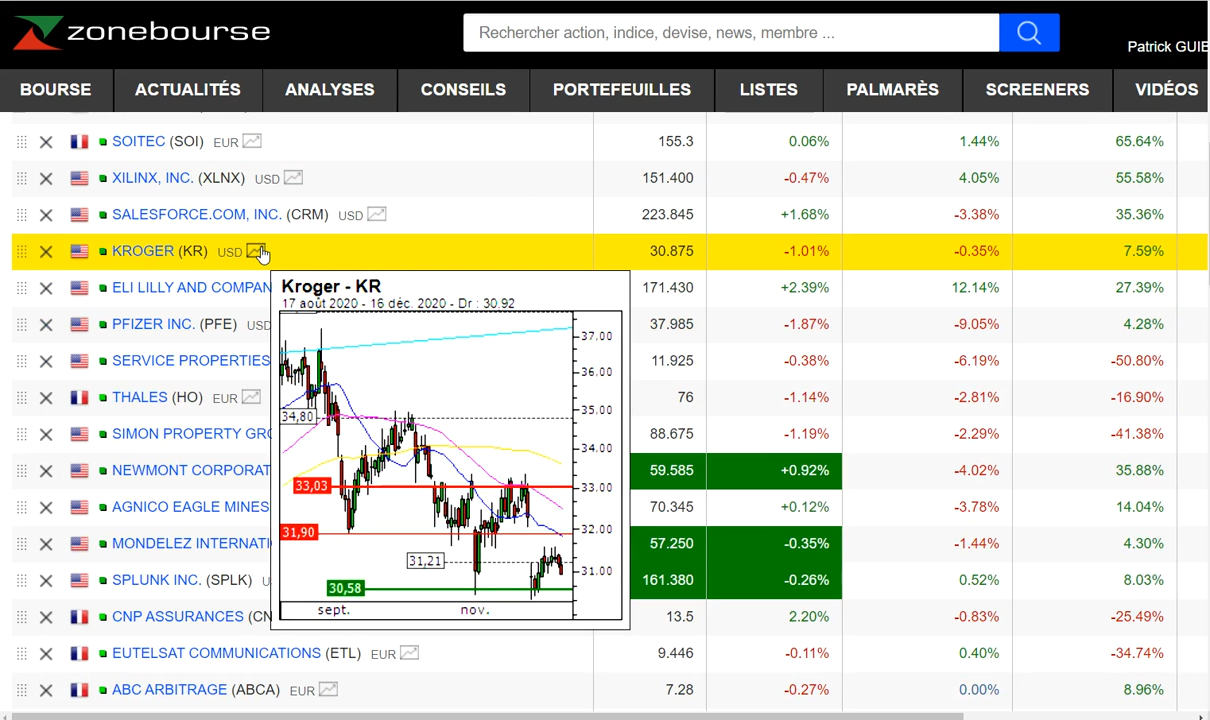 zonebourse
Rechercher action, indice, devise, news, membre ...
Patrick GUIE
BOURSE ACTUALITÉS ANALYSES CONSEILS PORTEFEUILLES LISTES PALMARÈS SCREENERS VIDÉOS
SOITEC (SOI) EUR 155.3 0.06% 1.44% 65.64%
XILINX, INC. (XLNX) USD 151.400 -0.47% 4.05% 55.58%
SALESFORCE.COM, INC. (CRM) USD 223.845 +1.68% -3.38% 35.36%
KROGER (KR) USD 30.875 -1.01% -0.35% 7.59%
ELI LILLY AND COMPAN 171.430 +2.39% 12.14% 27.39%
PFIZER INC. (PFE) USD 37.985 -1.87% -9.05% 4.28%
SERVICE PROPERTIES 11.925 -0.38% -6.19% -50.80%
THALES (HO) EUR 76 -1.14% -2.81% -16.90%
SIMON PROPERTY GRO 88.675 -1.19% -2.29% -41.38%
NEWMONT CORPORAT 59.585 +0.92% -4.02% 35.88%
AGNICO EAGLE MINES 70.345 +0.12% -3.78% 14.04%
MONDELEZ INTERNATI 57.250 -0.35% -1.44% 4.30%
SPLUNK INC. (SPLK) U 161.380 -0.26% 0.52% 8.03%
CNP ASSURANCES (CN 13.5 2.20% -0.83% -25.49%
EUTELSAT COMMUNICATIONS (ETL) EUR 9.446 -0.11% 0.40% -34.74%
ABC ARBITRAGE (ABCA) EUR 7.28 -0.27% 0.00% 8.96%
Kroger - KR
17 août 2020 - 16 déc. 2020 - Dr : 30.92
37.00
36.00
34,80 35.00
34.00
33,03 33.00
31,90 32.00
31,21 31.00
30,58
sept. nov.